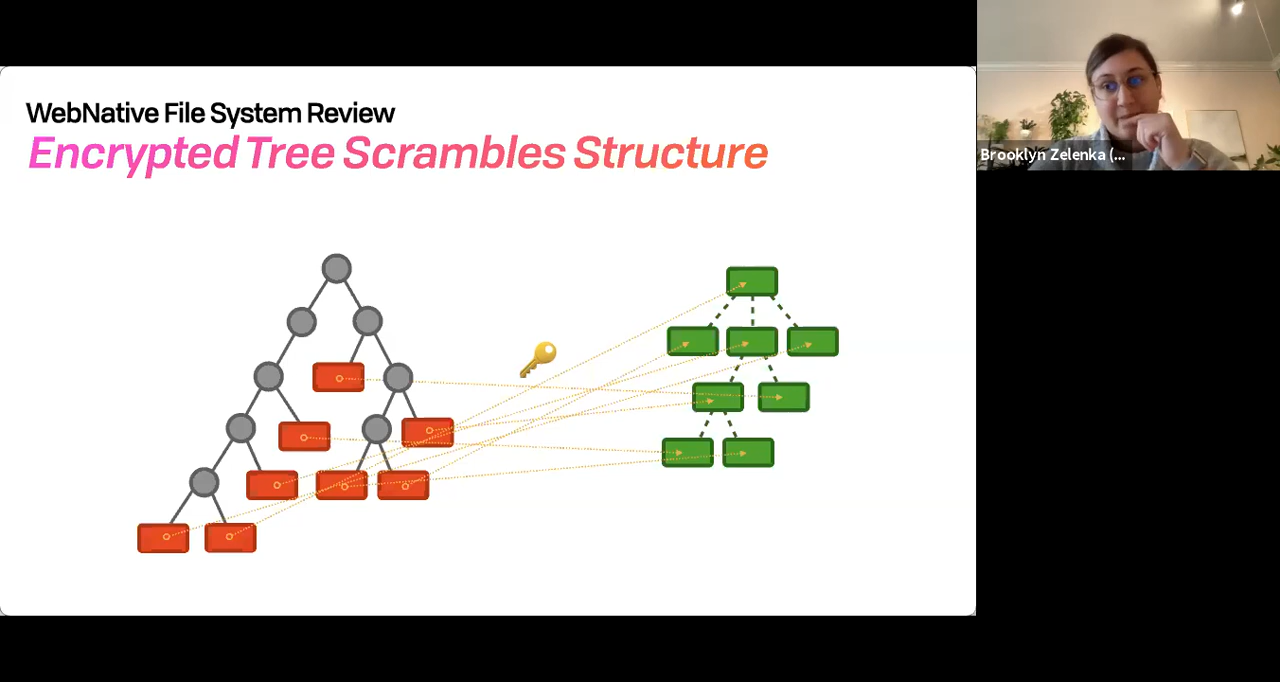 WebNative File System Review
Encrypted Tree Scrambles Structure
Brooklyn Zelenka (...